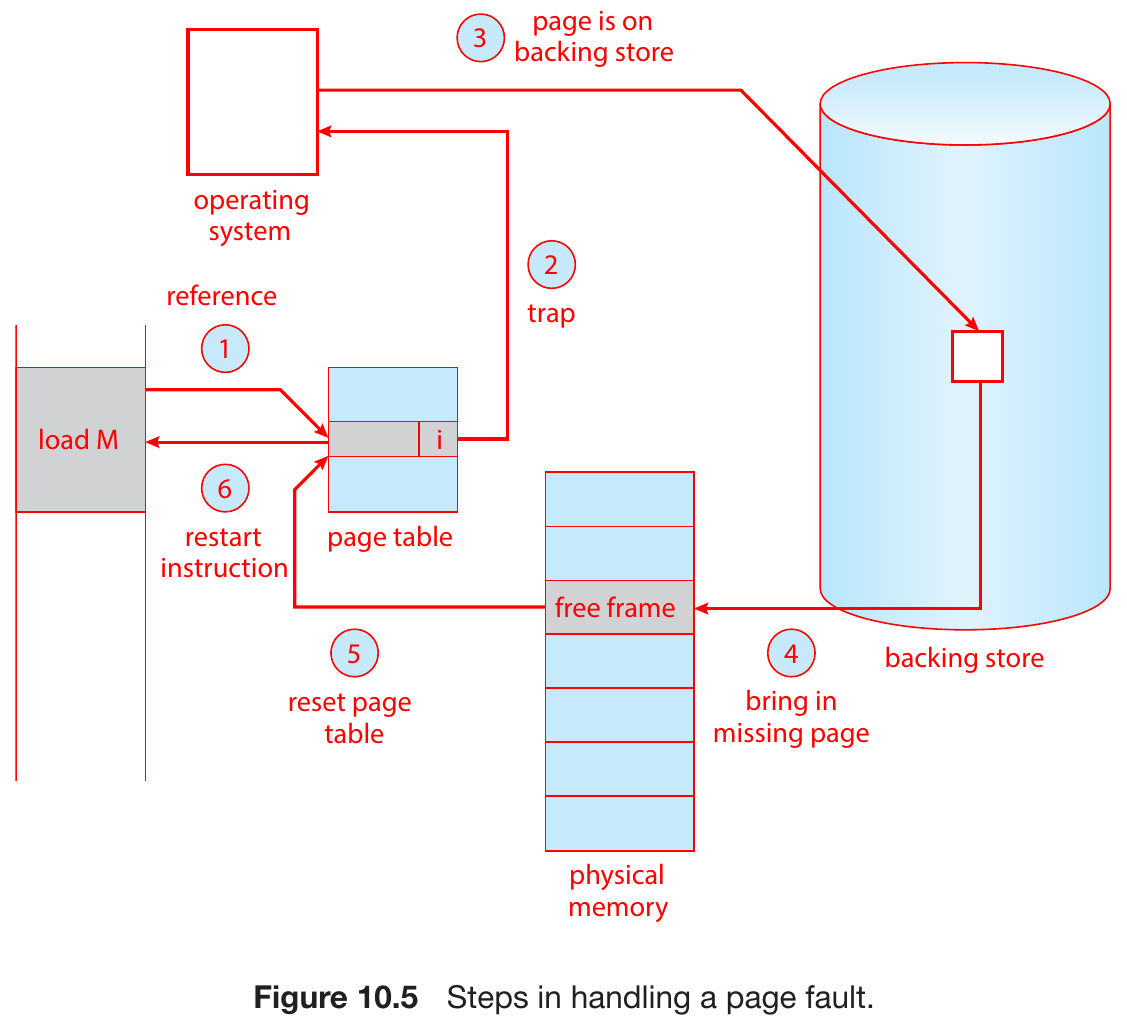 3
page is on
backing store
operating
system
2
trap
reference
1
load M
i
6
restart
instruction
page table
free frame
5
reset page
table
4
bring in
missing page
backing store
physical
memory
Figure 10.5 Steps in handling a page fault.